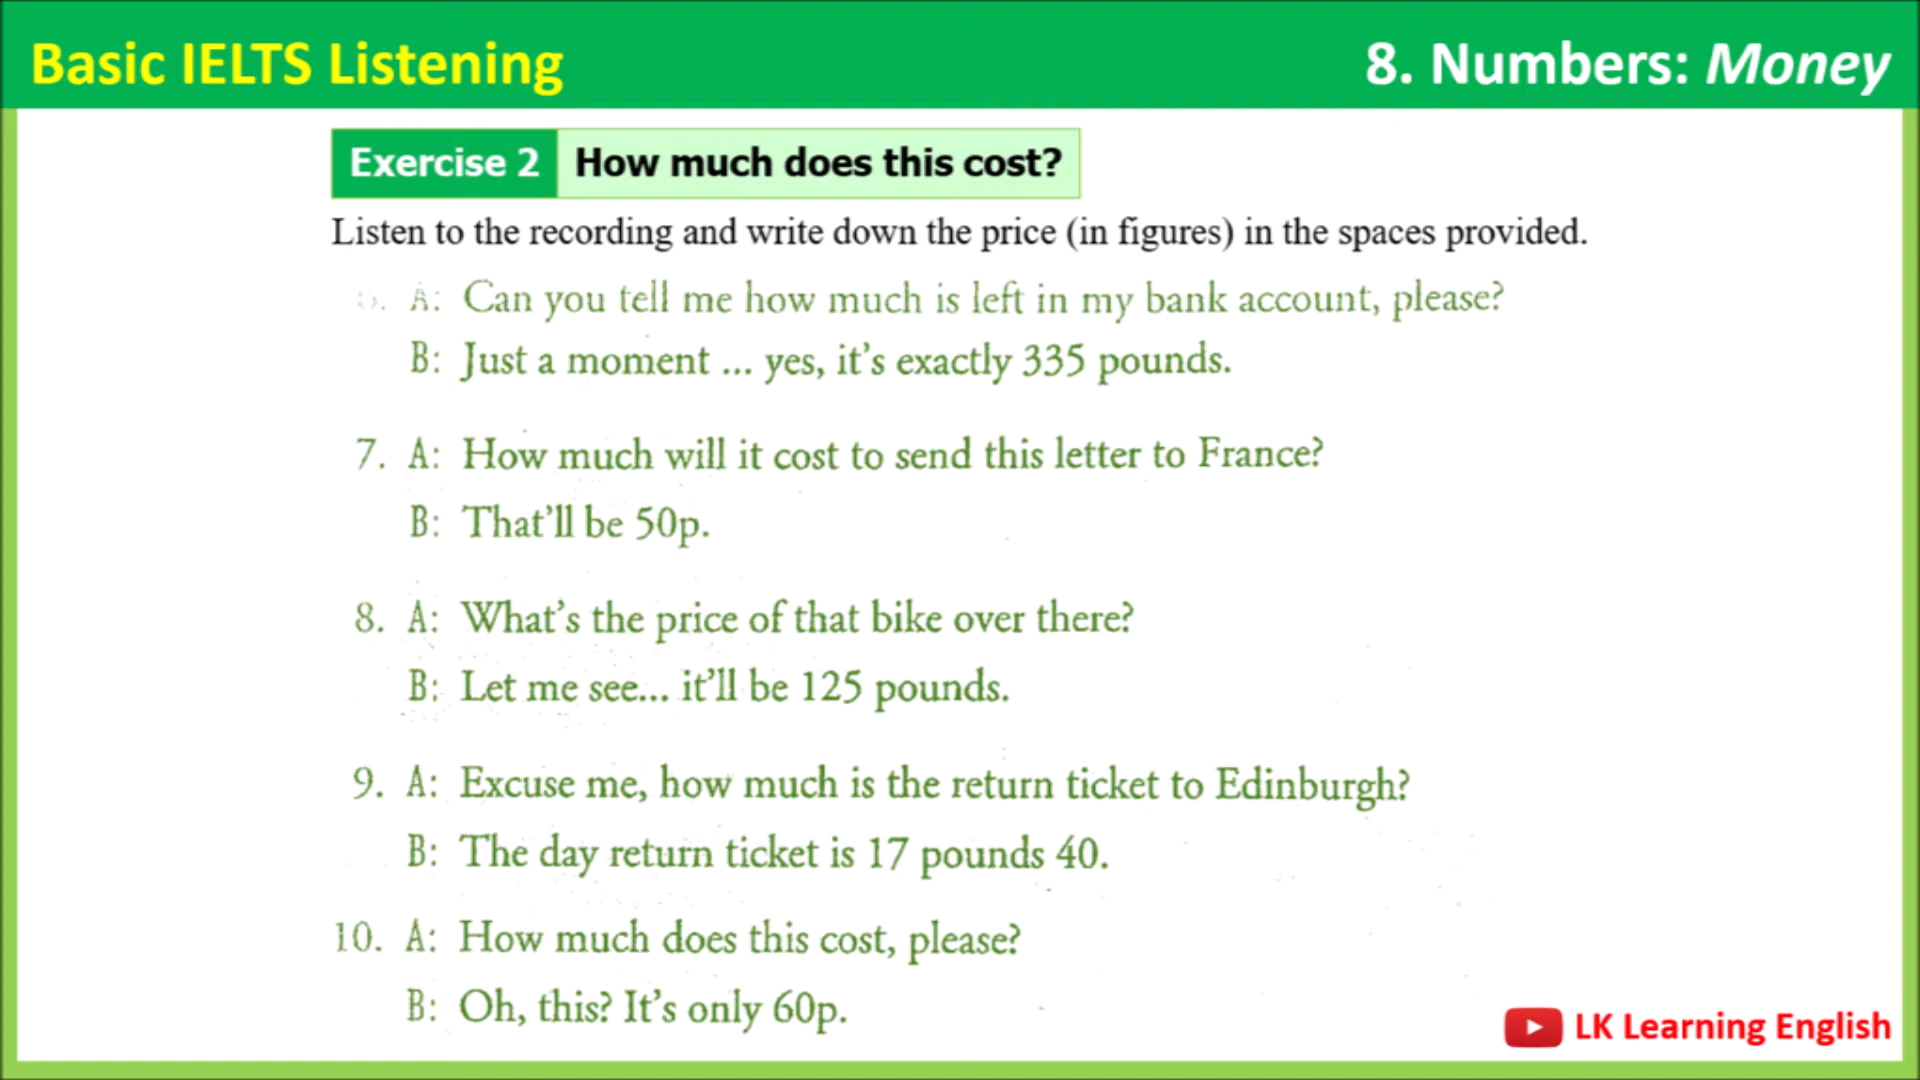 Basic IELTS Listening
8. Numbers: Money
Exercise 2 How much does this cost?
Listen to the recording and write down the price (in figures) in the spaces provided.
A: Can you tell me how much is left in my bank account, please?
B: Just a moment ... yes, it's exactly 335 pounds.
7. A: How much will it cost to send this letter to France?
B: That'll be 50p.
8. A: What's the price of that bike over there?
B: Let me see... it'll be 125 pounds.
9. A: Excuse me, how much is the return ticket to Edinburgh?
B: The day return ticket is 17 pounds 40.
10. A: How much does this cost, please?
B: Oh, this? It's only 60p.
LK Learning English